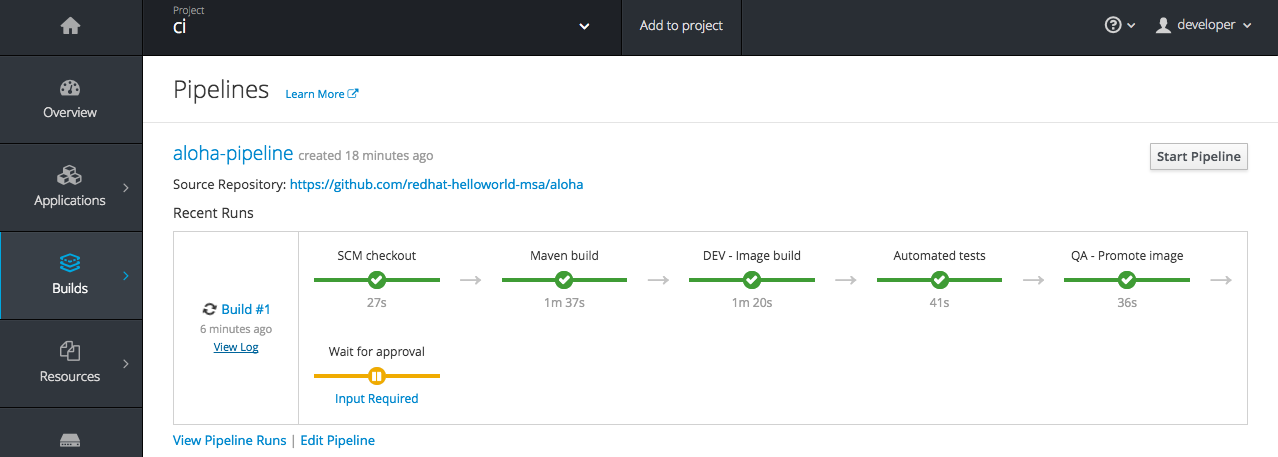 Project
ci
Add to project
developer
Overview
Applications
Builds
Resources
Pipelines Learn More
aloha-pipeline created 18 minutes ago
Start Pipeline
Source Repository: https://github.com/redhat-helloworld-msa/aloha
Recent Runs
Build #1
6 minutes ago
View Log
SCM checkout
27s
Maven build
1m 37s
DEV - Image build
1m 20s
Automated tests
41s
QA - Promote image
36s
Wait for approval
Input Required
View Pipeline Runs | Edit Pipeline